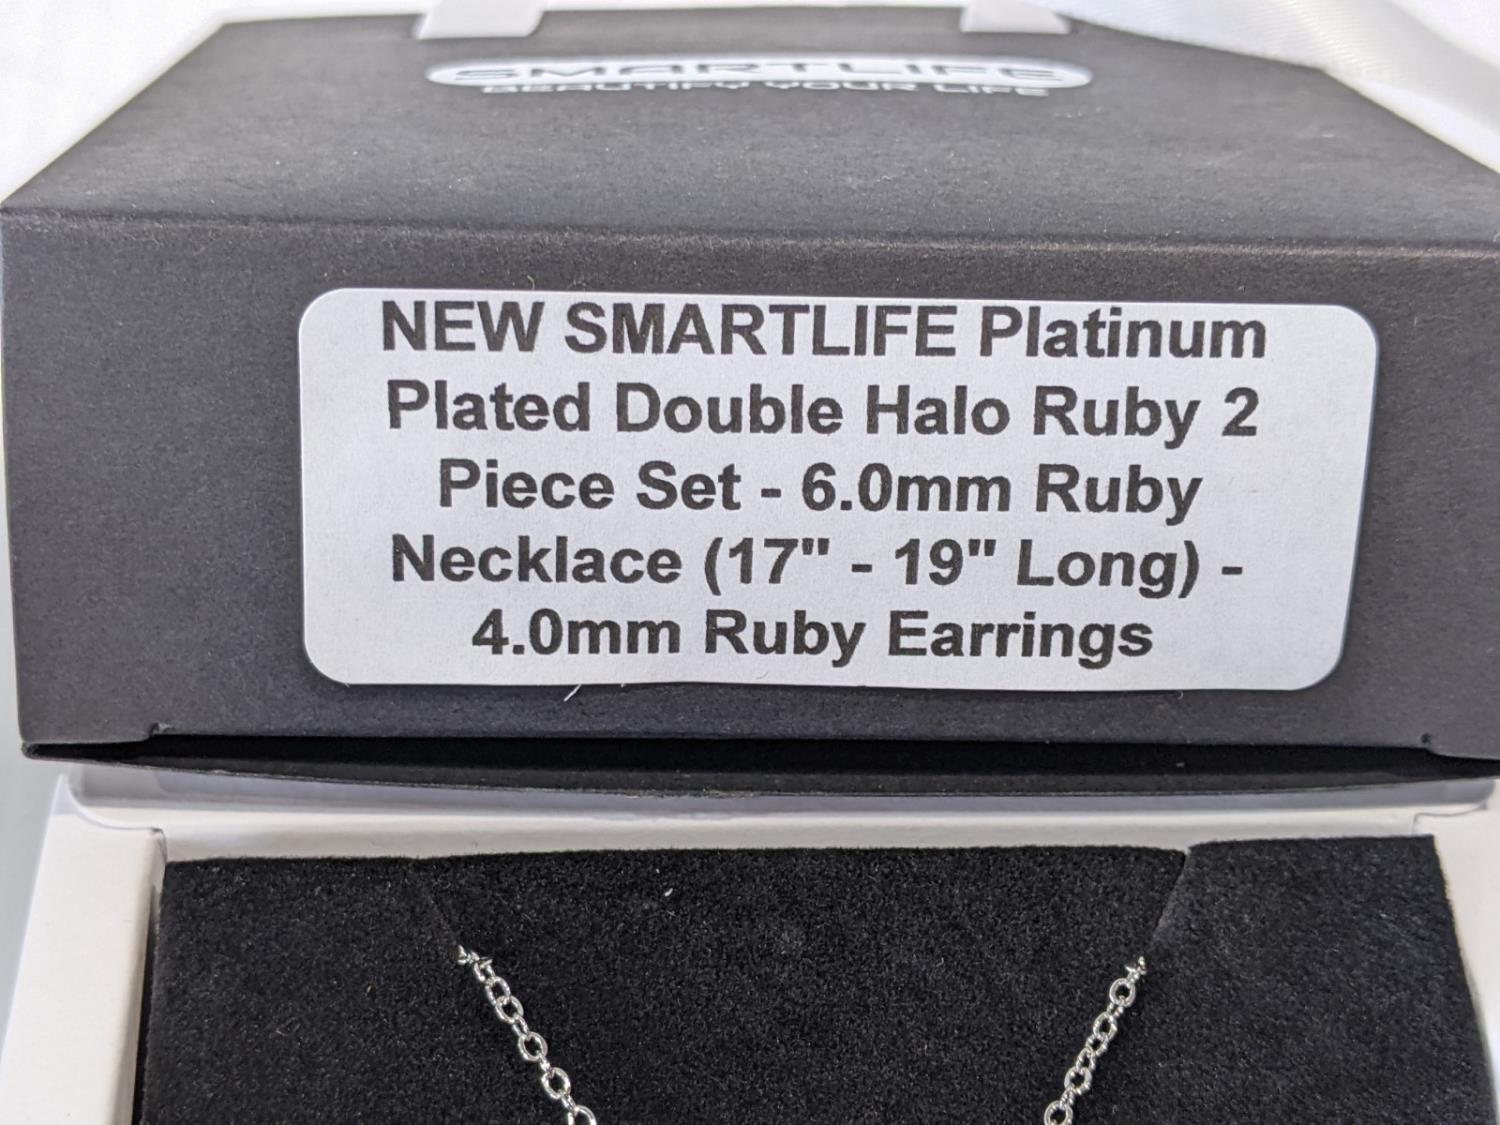 SMARTLIFE
BEAUTIFY YOUR LIFE
NEW SMARTLIFE Platinum
Plated Double Halo Ruby 2
Piece Set - 6.0mm Ruby
Necklace (17" - 19" Long) -
4.0mm Ruby Earrings